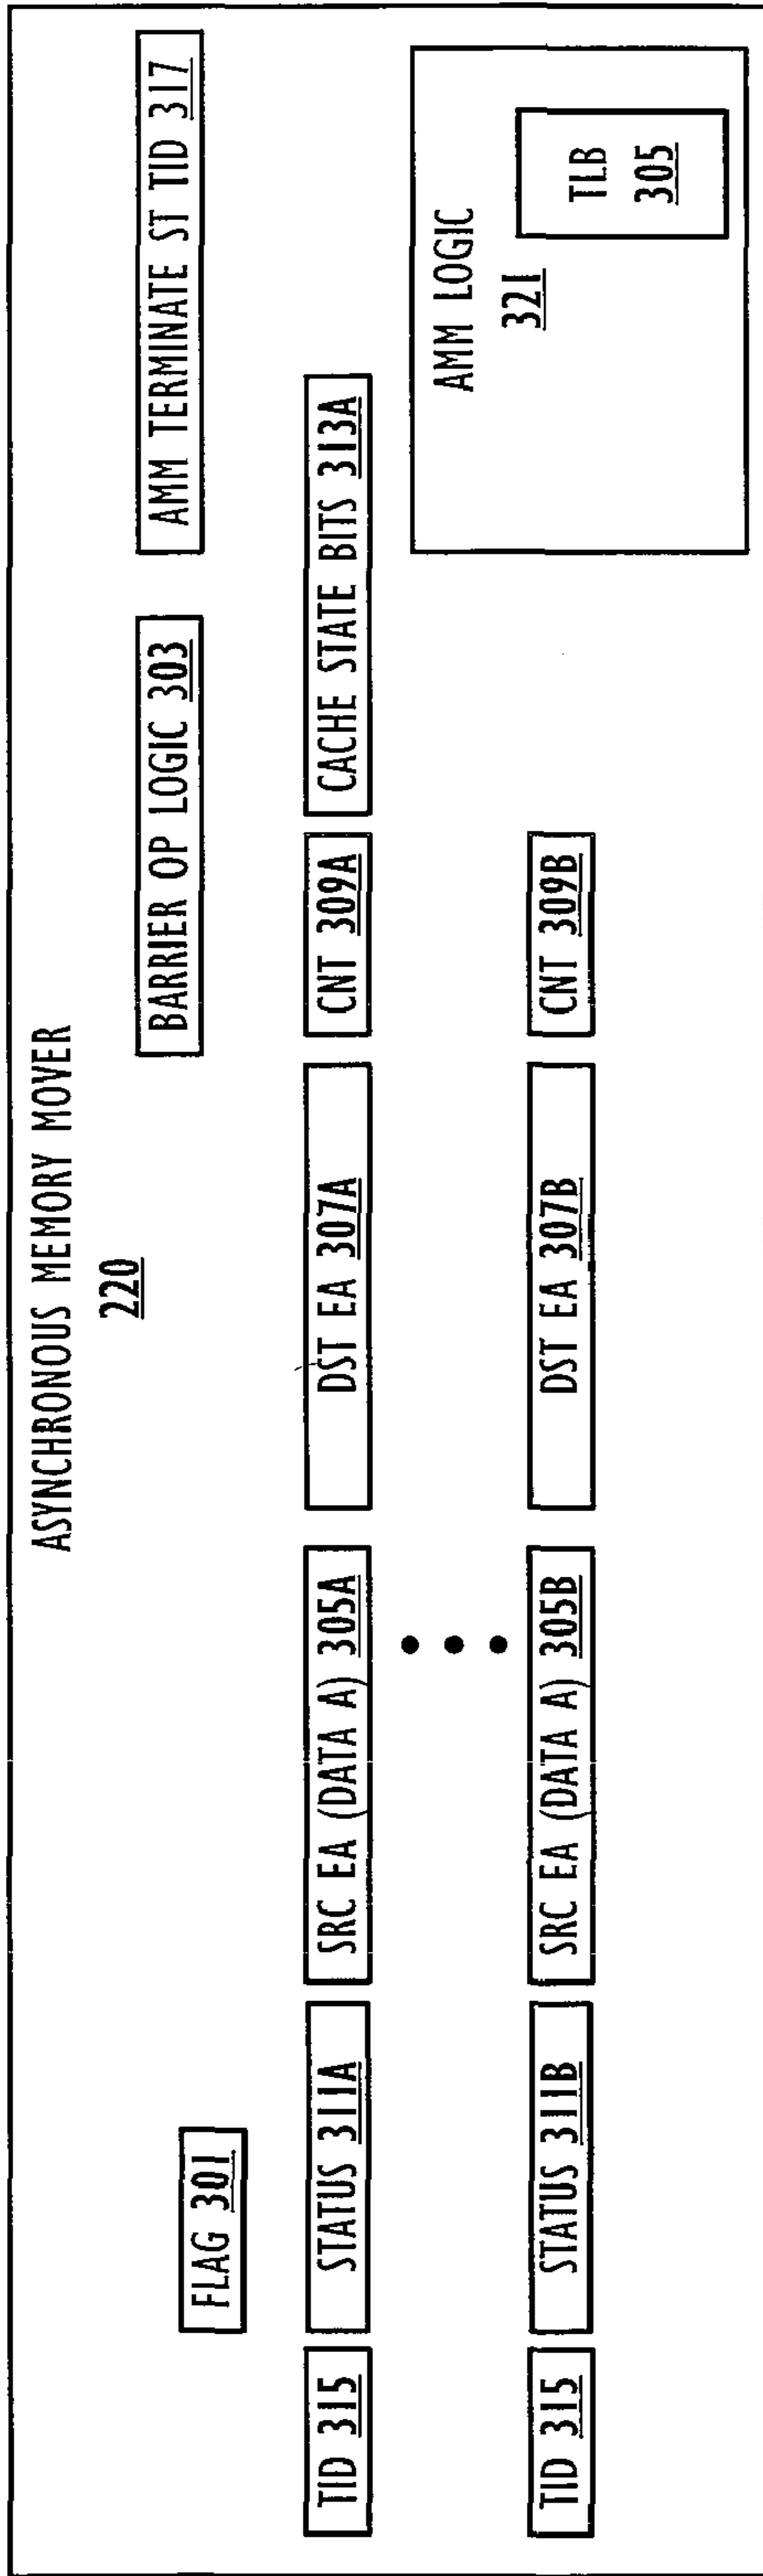 ASYNCHRONOUS MEMORY MOVER
220
FLAG 301
BARRIER OP LOGIC 303
AMM TERMINATE ST TID 317
TID 315
STATUS 311A
SRC EA (DATA A) 305A
DST EA 307A
CNT 309A
CACHE STATE BITS 313A
TID 315
STATUS 311B
SRC EA (DATA A) 305B
DST EA 307B
CNT 309B
AMM LOGIC
321
TLB
305